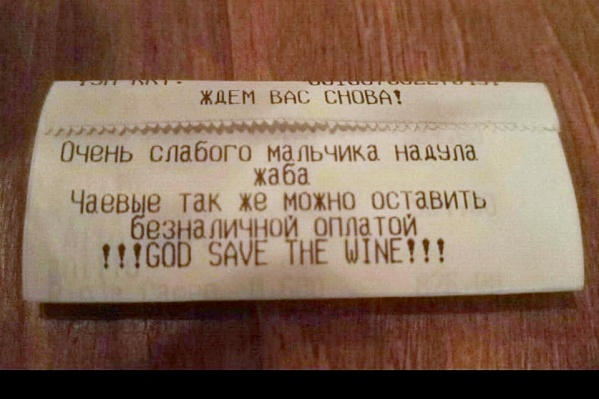 ЖДЕМ ВАС СНОВА!
Очень слабого мальчика надула
жаба
Чаевые так же можно оставить
безналичной оплатой
!!!GOD SAVE THE WINE!!!